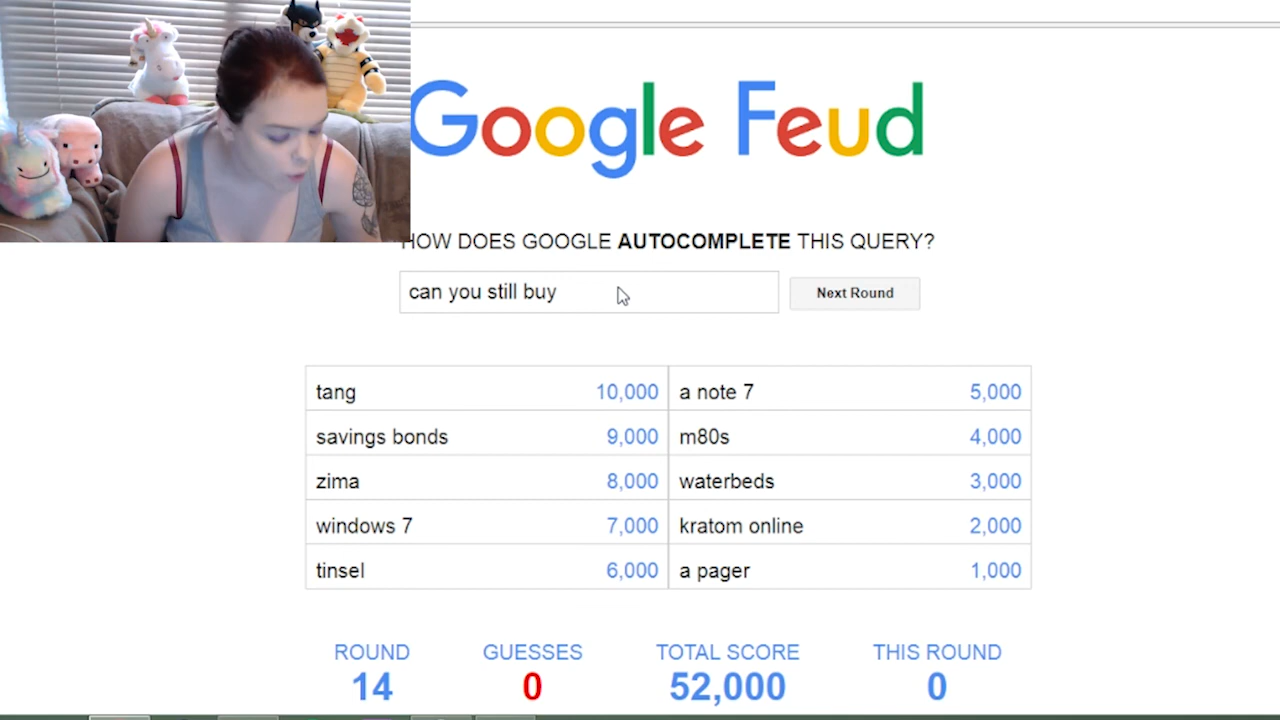 Google Feud
HOW DOES GOOGLE AUTOCOMPLETE THIS QUERY?
can you still buy
Next Round
tang 10,000 a note 7 5,000
savings bonds 9,000 m80s 4,000
zima 8,000 waterbeds 3,000
windows 7 7,000 kratom online 2,000
tinsel 6,000 a pager 1,000
ROUND GUESSES TOTAL SCORE THIS ROUND
14 0 52,000 0